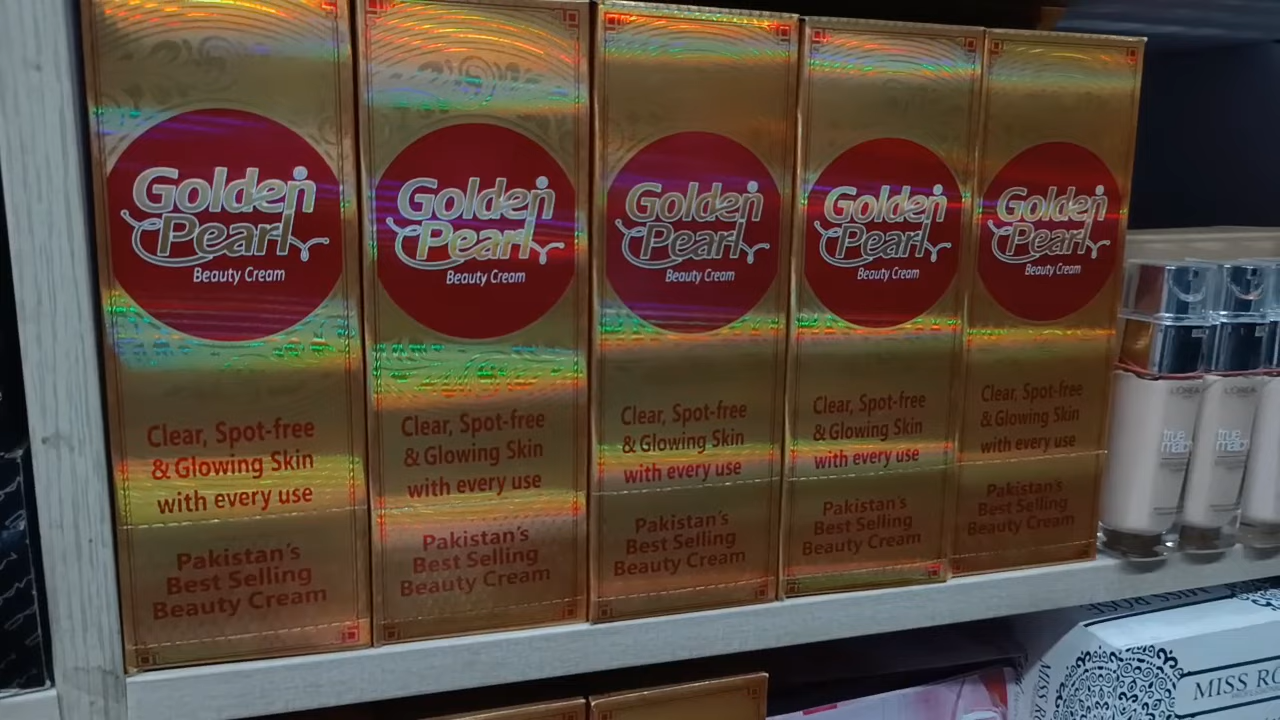 Golden
Pearl
Beauty Cream
Clear, Spot-free
& Glowing Skin
with every use
Pakistan's
Best Selling
Beauty Cream
Golden
Pearl
Beauty Cream
Clear, Spot-free
& Glowing Skin
with every use
Pakistan's
Best Selling
Beauty Cream
Golden
Pearl
Beauty Cream
Clear, Spot-free
& Glowing Skin
with every use
Pakistan's
Best Selling
Beauty Cream
Golden
Pearl
Beauty Cream
Clear, Spot-free
& Glowing Skin
with every use
Pakistan's
Best Selling
Beauty Cream
Golden
Pearl
Beauty Cream
Clear, Spot-free
& Glowing Skin
with every use
Pakistan's
Best Selling
Beauty Cream
true
match
true
match
MISS ROSE
MISS